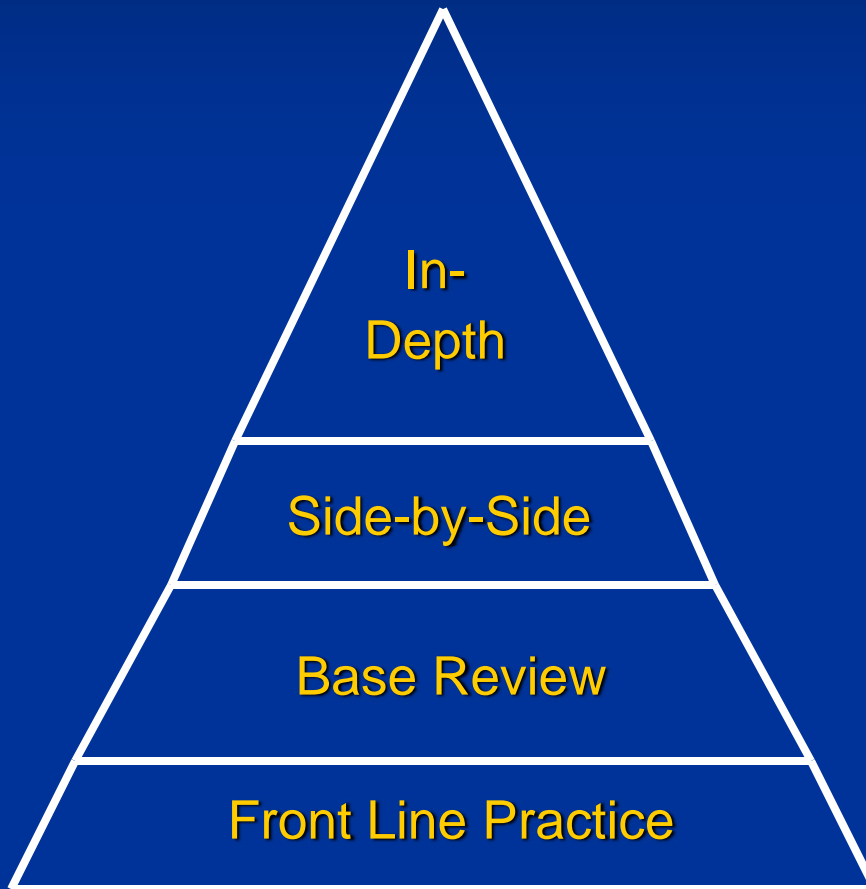 In-
Depth
Side-by-Side
Base Review
Front Line Practice